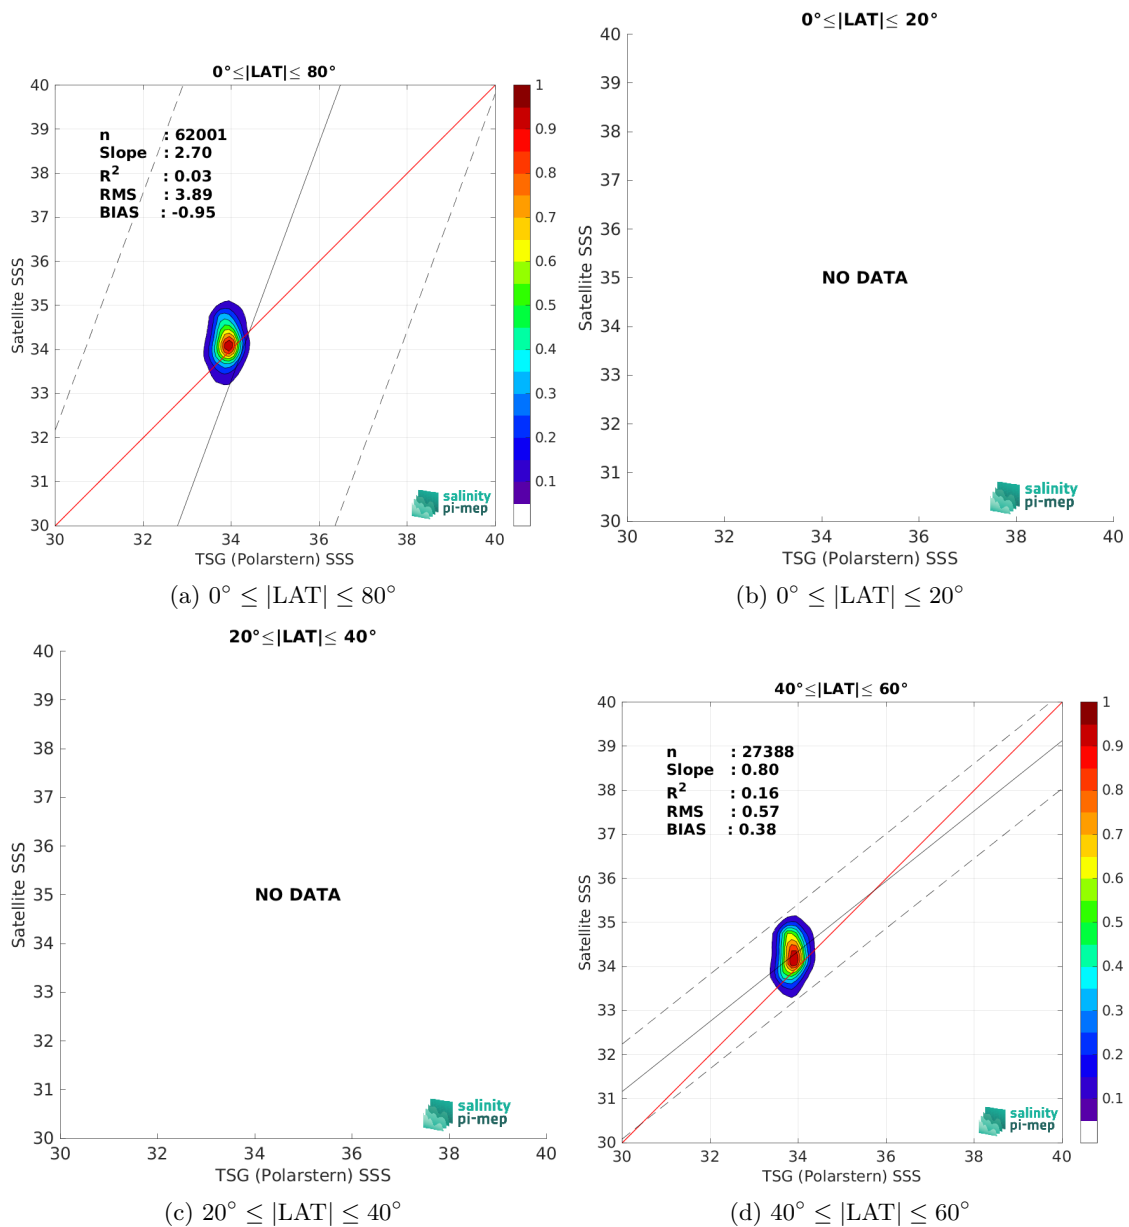 0°≤|LAT|≤ 80°
40
39
38
37
36
35
34
33
32
31
30
Satellite SSS
n : 62001
Slope : 2.70
R² : 0.03
RMS : 3.89
BIAS : -0.95
salinity
pi-mep
30 32 34 36 38 40
TSG (Polarstern) SSS
1
0.9
0.8
0.7
0.6
0.5
0.4
0.3
0.2
0.1
(a) 0° ≤ |LAT| ≤ 80°
0°≤|LAT|≤ 20°
40
39
38
37
36
35
34
33
32
31
30
Satellite SSS
NO DATA
salinity
pi-mep
30 32 34 36 38 40
TSG (Polarstern) SSS
(b) 0° ≤ |LAT| ≤ 20°
20°≤|LAT|≤ 40°
40
39
38
37
36
35
34
33
32
31
30
Satellite SSS
NO DATA
salinity
pi-mep
30 32 34 36 38 40
TSG (Polarstern) SSS
(c) 20° ≤ |LAT| ≤ 40°
40°≤|LAT|≤ 60°
40
39
38
37
36
35
34
33
32
31
30
Satellite SSS
n : 27388
Slope : 0.80
R² : 0.16
RMS : 0.57
BIAS : 0.38
salinity
pi-mep
30 32 34 36 38 40
TSG (Polarstern) SSS
1
0.9
0.8
0.7
0.6
0.5
0.4
0.3
0.2
0.1
(d) 40° ≤ |LAT| ≤ 60°